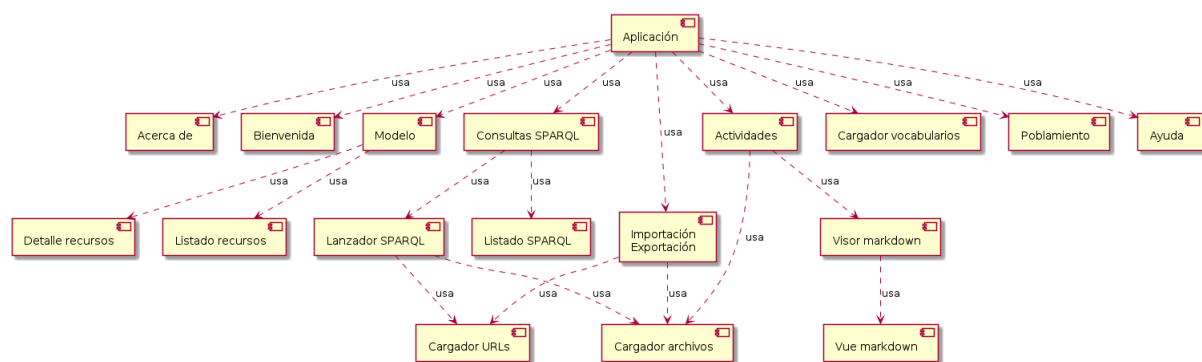 Aplicación
usa
usa
usa
usa
usa
usa
usa
usa
usa
Acerca de
Bienvenida
Modelo
Consultas SPARQL
Actividades
Cargador vocabularios
Poblamiento
Ayuda
usa
usa
usa
usa
usa
usa
Detalle recursos
Listado recursos
Lanzador SPARQL
Listado SPARQL
Importación
Exportación
Visor markdown
usa
usa
usa
usa
usa
Cargador URLs
Cargador archivos
Vue markdown